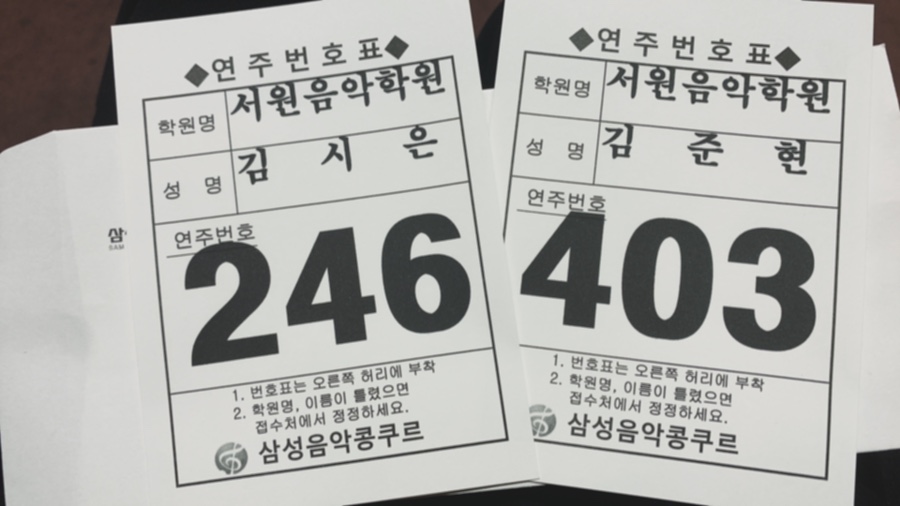 ◆연주번호표◆
학원명 서원음악학원
성 명 김 시 은
연주번호
246
1. 번호표는 오른쪽 허리에 부착
2. 학원명, 이름이 틀렸으면
접수처에서 정정하세요.
삼성음악콩쿠르
◆연주번호표◆
학원명 서원음악학원
성 명 김 준 현
연주번호
403
1. 번호표는 오른쪽 허리에 부착
2. 학원명, 이름이 틀렸으면
접수처에서 정정하세요.
삼성음악콩쿠르
삼
SAM